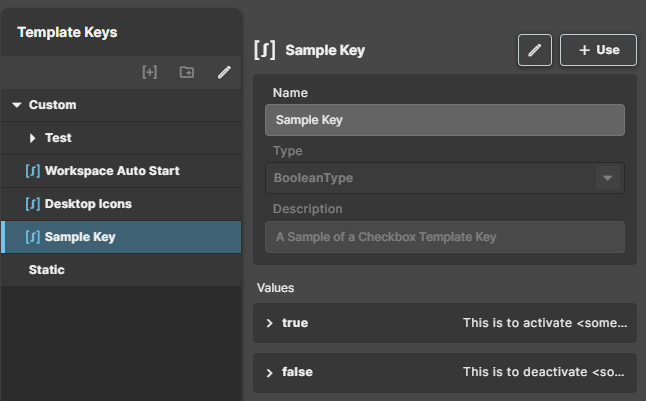 Template Keys
Custom
Test
[ʃ] Workspace Auto Start
[ʃ] Desktop Icons
[ʃ] Sample Key
Static
[ʃ] Sample Key
+ Use
Name
Sample Key
Type
BooleanType
Description
A Sample of a Checkbox Template Key
Values
true This is to activate <some...
false This is to deactivate <so...